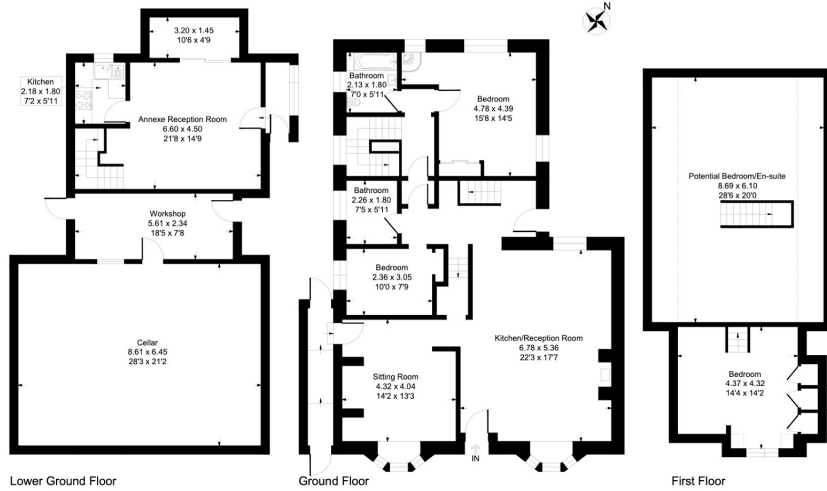 N
3.20 x 1.45
10'6 x 4'9
Kitchen
2.18 x 1.80
7'2 x 5'11
Annexe Reception Room
6.60 x 4.50
21'8 x 14'9
Workshop
5.61 x 2.34
18'5 x 7'8
Cellar
8.61 x 6.45
28'3 x 21'2
Lower Ground Floor
Bathroom
2.13 x 1.80
7'0 x 5'11
Bedroom
4.78 x 4.39
15'8 x 14'5
Bathroom
2.26 x 1.80
7'5 x 5'11
Bedroom
2.36 x 3.05
10'0 x 7'9
Kitchen/Reception Room
6.78 x 5.36
22'3 x 17'7
Sitting Room
4.32 x 4.04
14'2 x 13'3
IN
Ground Floor
Potential Bedroom/En-suite
8.69 x 6.10
28'6 x 20'0
Bedroom
4.37 x 4.32
14'4 x 14'2
First Floor